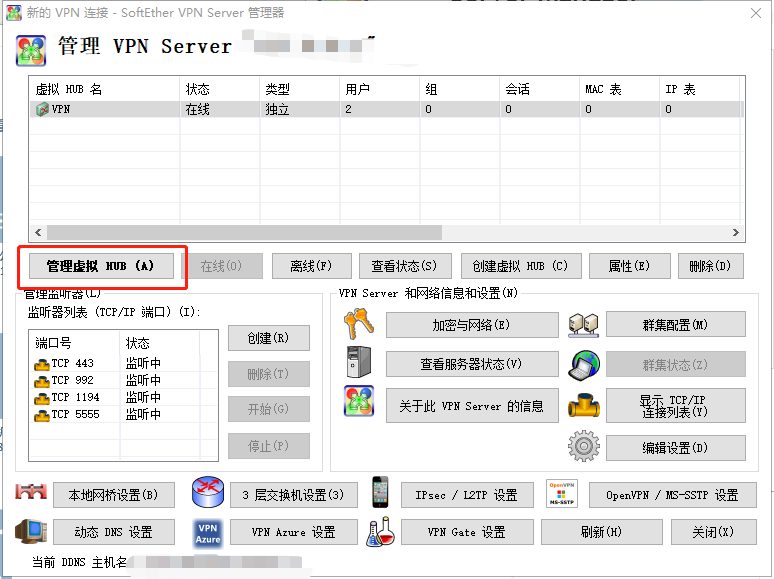 新的 VPN 连接 - SoftEther VPN Server 管理器
管理 VPN Server
虚拟 HUB 名 状态 类型 用户 组 会话 MAC 表 IP 表
VPN 在线 独立 2 0 0 0 0
管理虚拟 HUB (A) 在线(O) 离线(F) 查看状态(S) 创建虚拟 HUB (C) 属性(E) 删除(D)
管理监听器(L)
监听器列表 (TCP/IP 端口) (I):
端口号 状态
TCP 443 监听中
TCP 992 监听中
TCP 1194 监听中
TCP 5555 监听中
创建(R)
删除(T)
开始(G)
停止(P)
VPN Server 和网络信息和设置(N)
加密与网络(E) 群集配置(M)
查看服务器状态(V) 群集状态(Z)
关于此 VPN Server 的信息 显示 TCP/IP
连接列表(Y)
编辑设置(D)
本地网桥设置(B) 3 层交换机设置(3) IPsec / L2TP 设置 OpenVPN MS-SSTP OpenVPN / MS-SSTP 设置
动态 DNS 设置 VPN Azure VPN Azure 设置 VPN Gate 设置 刷新(H) 关闭(X)
当前 DDNS 主机名